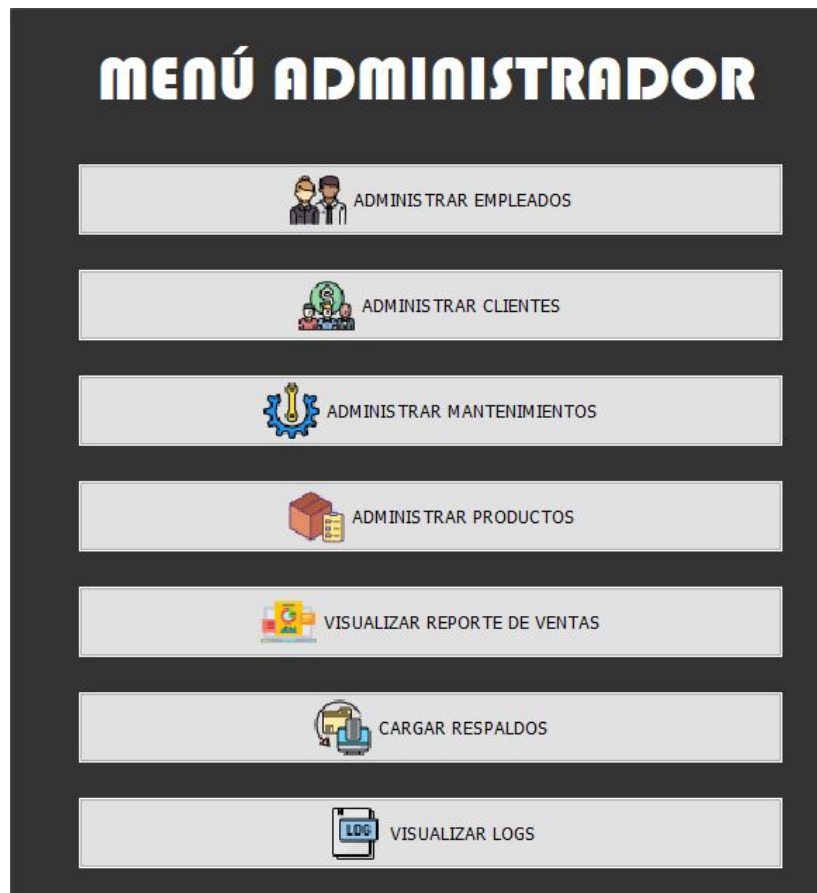 MENÚ ADMINISTRADOR
ADMINISTRAR EMPLEADOS
$
ADMINISTRAR CLIENTES
ADMINISTRAR MANTENIMIENTOS
ADMINISTRAR PRODUCTOS
VISUALIZAR REPORTE DE VENTAS
CARGAR RESPALDOS
LOG
VISUALIZAR LOGS